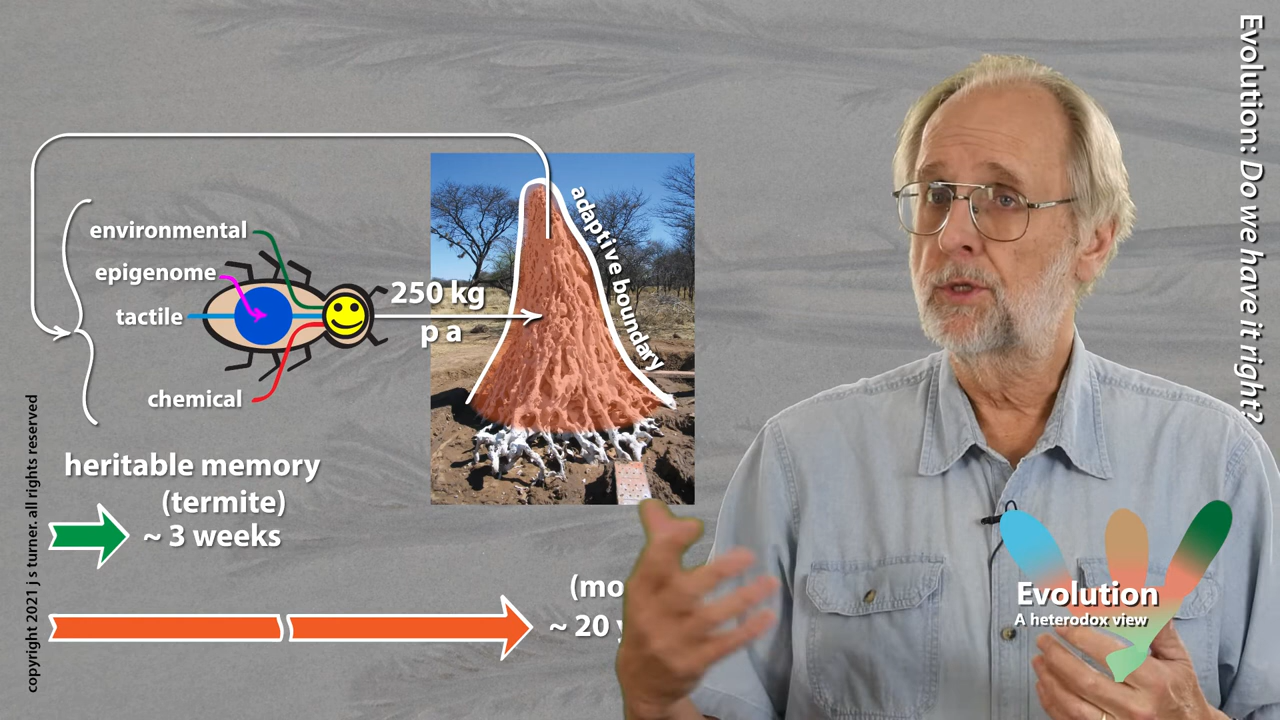 Evolution: Do we have it right?
environmental
epigenome
tactile
chemical
250 kg
p a
adaptive boundary
heritable memory
(termite)
~ 3 weeks
(mo
~ 20 y
Evolution
A heterodox view
copyright 2021 j s turner. all rights reserved